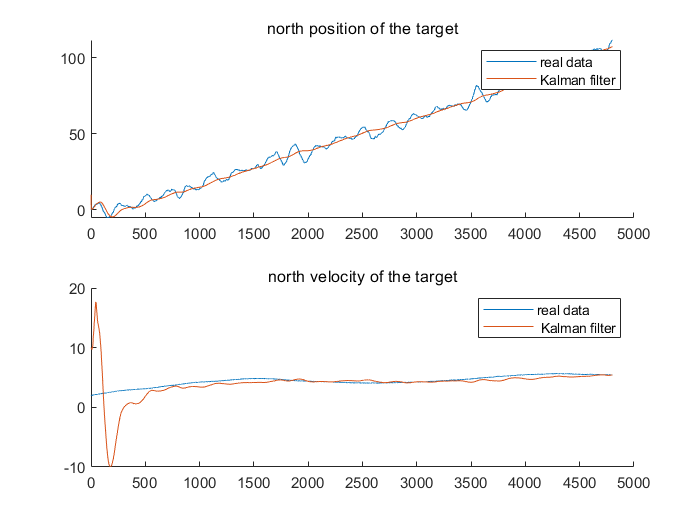 north position of the target
100
50
0
real data
Kalman filter
0 500 1000 1500 2000 2500 3000 3500 4000 4500 5000
north velocity of the target
20
10
0
-10
real data
Kalman filter
0 500 1000 1500 2000 2500 3000 3500 4000 4500 5000